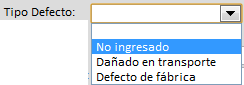 Tipo Defecto:
No ingresado
Dañado en transporte
Defecto de fábrica